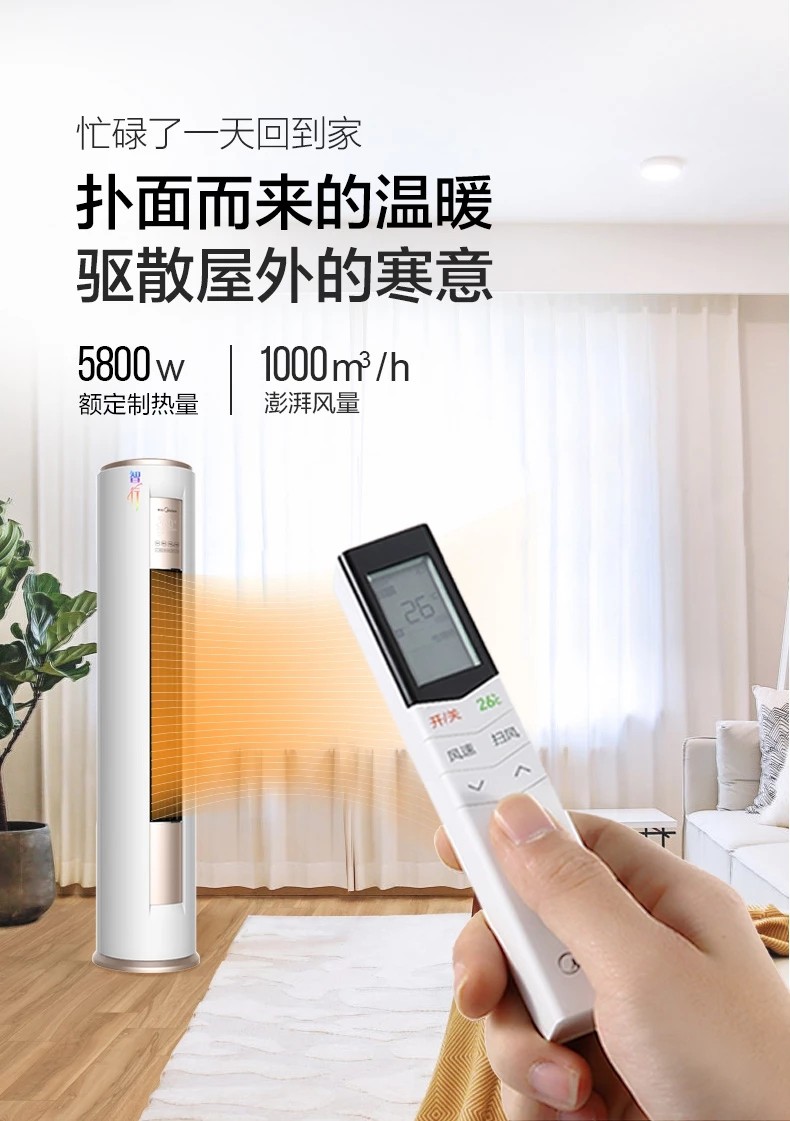 忙碌了一天回到家
扑面而来的温暖
驱散屋外的寒意
5800W | 1000m³/h
额定制热量 澎湃风量
智行
26
开/关 26℃
风速 扫风